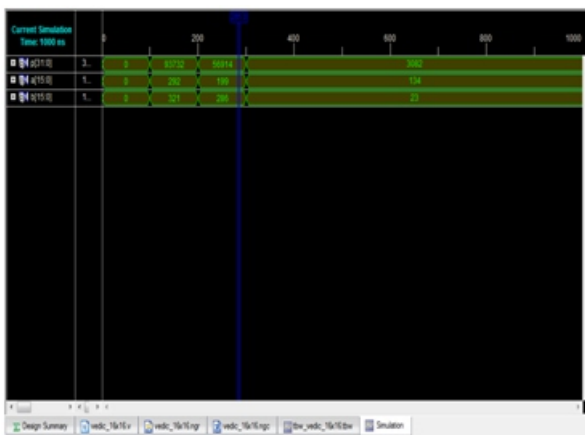 Current Simulation
Time: 1000 ns
0 200 400 600 800 1000
p[31:0] 3... 0 93732 56914 3082
a[15:0] 1... 0 292 199 134
b[15:0] 1... 0 321 286 23
Design Summary vedic_16x16.v vedic_16x16.ngr vedic_16x16.ngc tbw_vedic_16x16.tbw Simulation